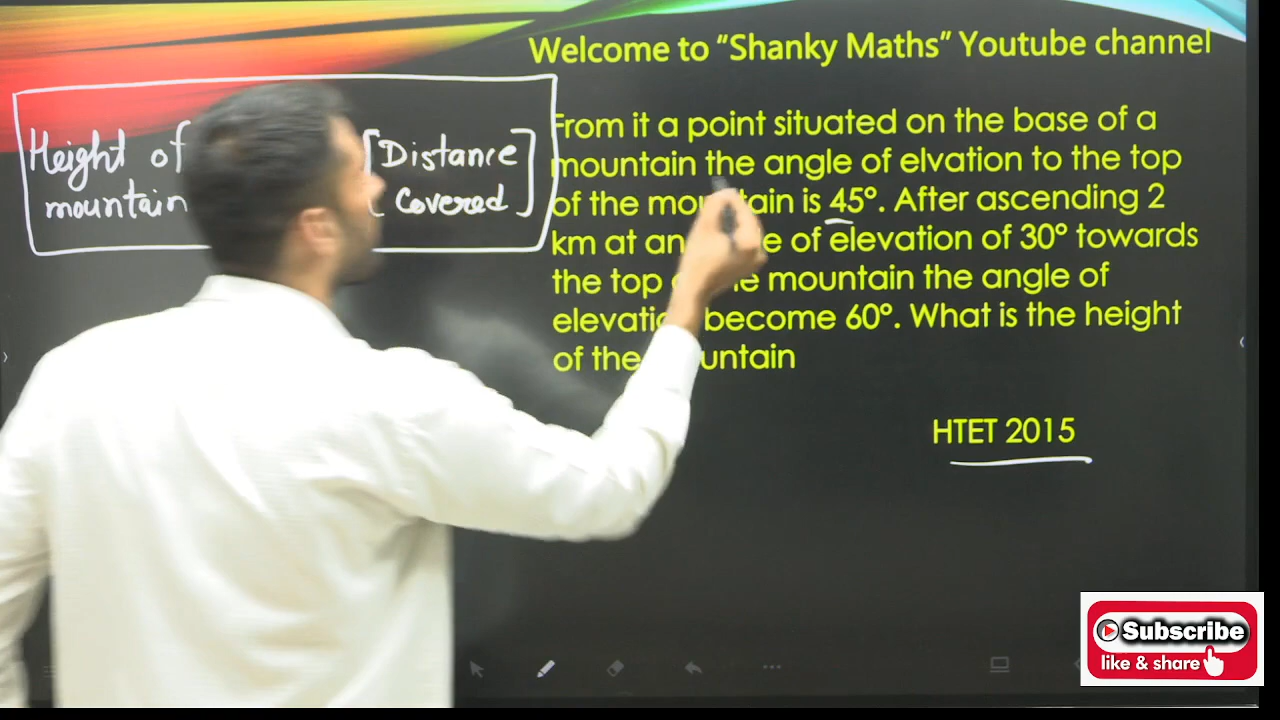 Welcome to “Shanky Maths” Youtube channel
Height of [Distance
mountain Covered]
From it a point situated on the base of a
mountain the angle of elvation to the top
of the mountain is 45°. After ascending 2
km at an of elevation of 30° towards
the top the mountain the angle of
elevation become 60°. What is the height
of the mountain
HTET 2015
Subscribe
like & share